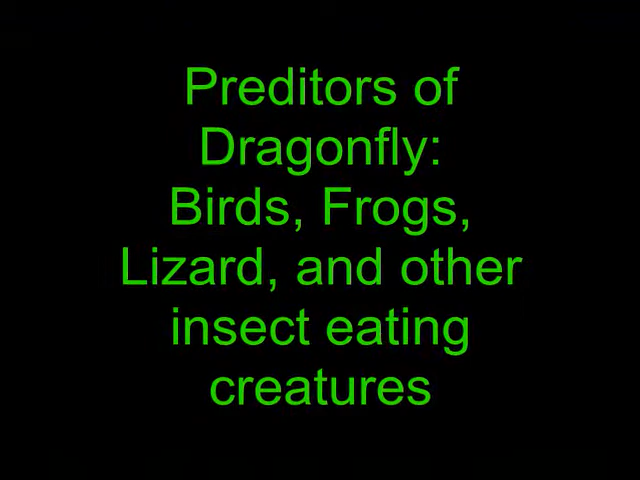 Preditors of
Dragonfly:
Birds, Frogs,
Lizard, and other
insect eating
creatures